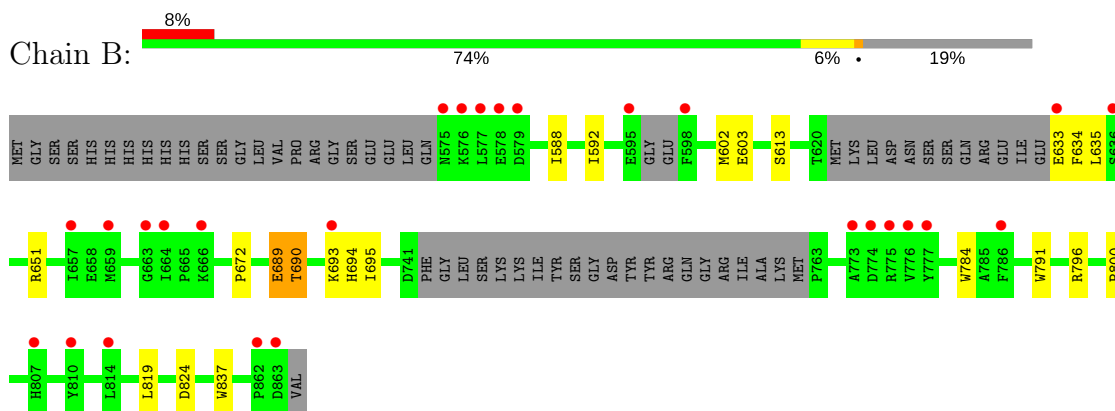 8%
Chain B:
74% 6% • 19%
MET GLY SER SER HIS HIS HIS HIS HIS HIS SER SER GLY LEU VAL PRO ARG GLY SER GLU GLU LEU GLN N575 K576 L577 E578 D579 I588 I592 E595 GLY GLU F598 M602 E603 S613 T620 MET LYS LEU ASP ASN SER SER GLN ARG GLU ILE GLU E633 F634 L635 S636
R651 I657 E658 M659 G663 I664 P665 K666 P672 E689 T690 K693 H694 I695 D741 PHE GLY LEU SER LYS LYS ILE TYR SER GLY ASP TYR TYR ARG GLN GLY ARG ILE ALA LYS MET P763 A773 D774 R775 V776 Y777 W784 A785 F786 W791 R796
H807 Y810 L814 L819 D824 W837 P862 D863 VAL